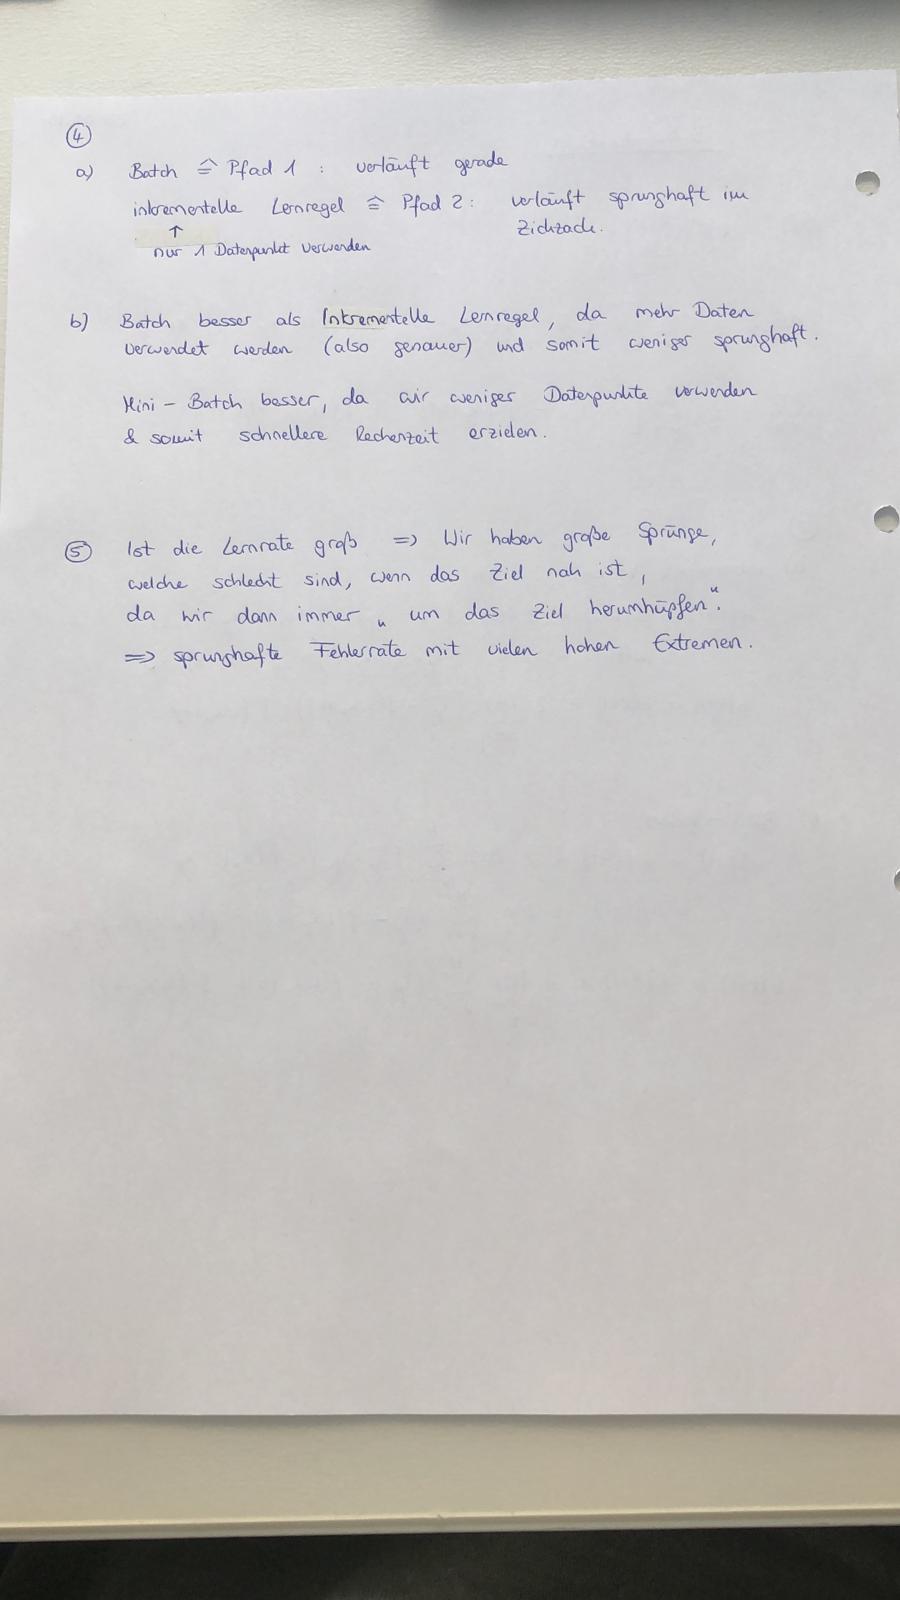 ④
a) Batch ≙ Pfad 1 : verläuft gerade
inkrementelle Lernregel ≙ Pfad 2 : verläuft sprunghaft im
Zickzack.
↑
nur 1 Datenpunkt verwenden
b) Batch besser als Inkrementelle Lernregel, da mehr Daten
verwendet werden (also genauer) und somit weniger sprunghaft.
Mini - Batch besser, da wir weniger Datenpunkte verwenden
& somit schnellere Rechenzeit erzielen.
⑤ Ist die Lernrate groß => Wir haben große Sprünge,
welche schlecht sind, wenn das Ziel nah ist,
da wir dann immer „um das Ziel herumhüpfen“.
=> sprunghafte Fehlerrate mit vielen hohen Extremen.